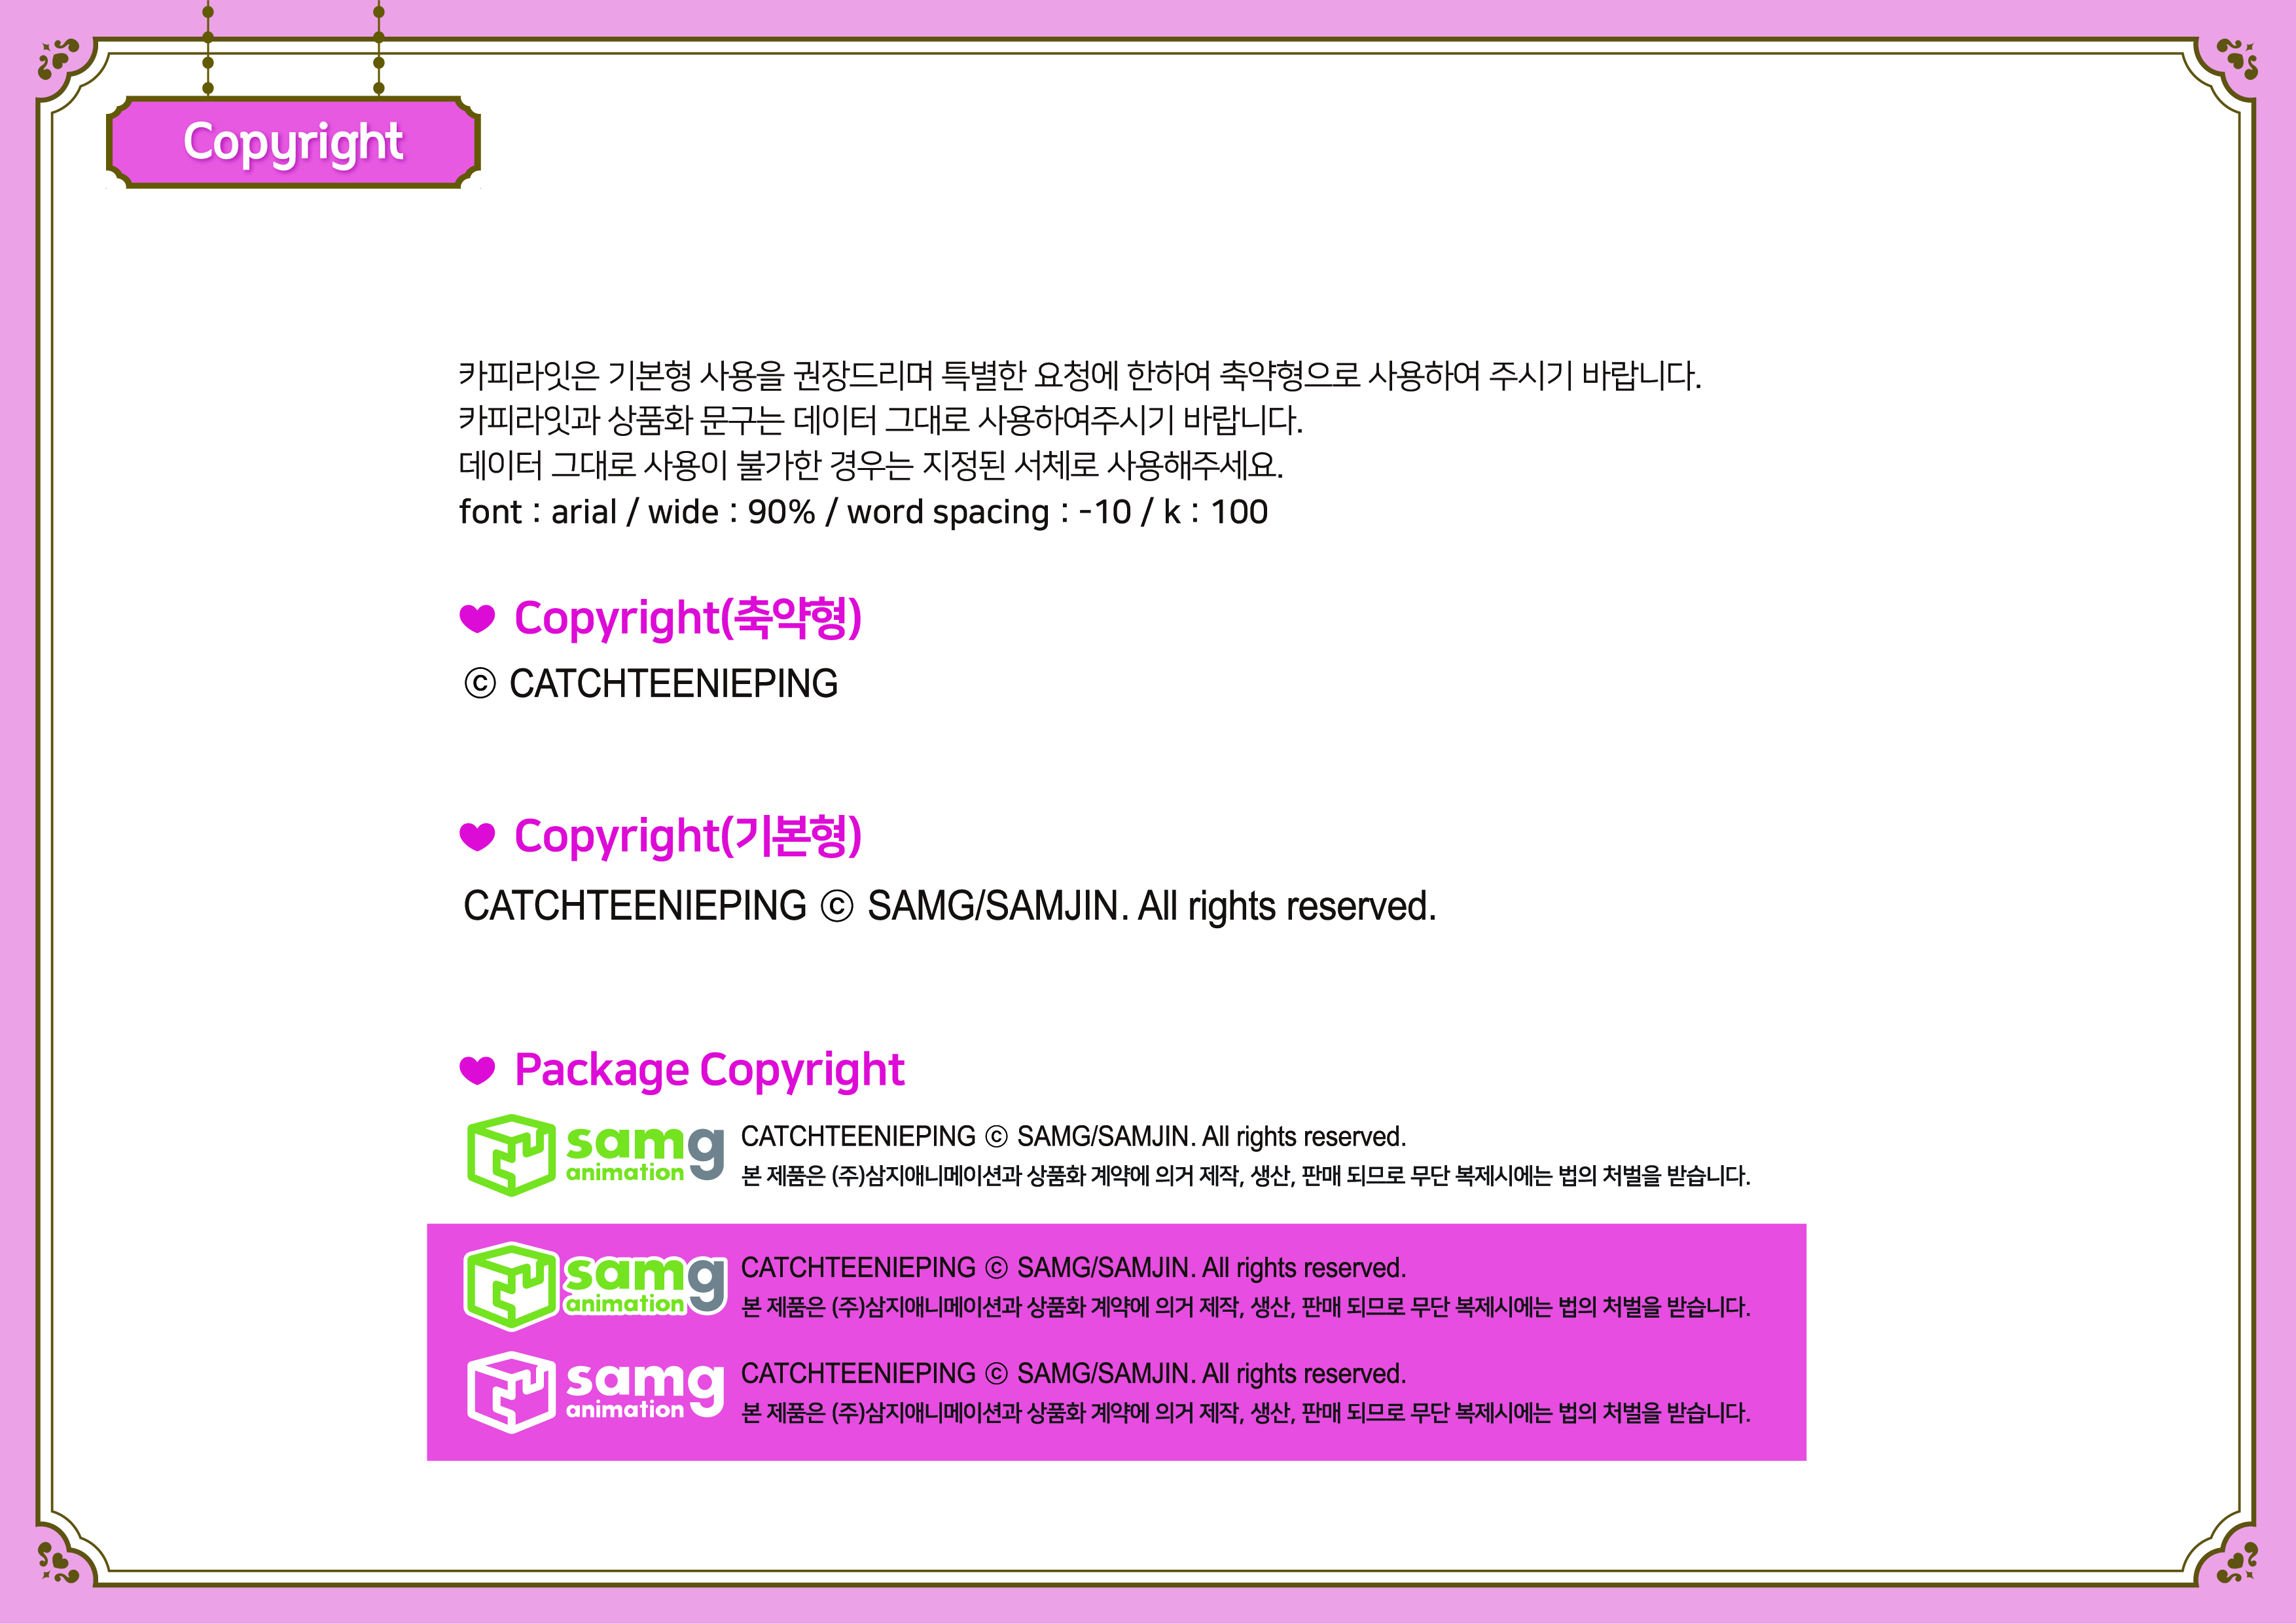 Copyright
카피라잇은 기본형 사용을 권장드리며 특별한 요청에 한하여 축약형으로 사용하여 주시기 바랍니다.
카피라잇과 상품화 문구는 데이터 그대로 사용하여주시기 바랍니다.
데이터 그대로 사용이 불가한 경우는 지정된 서체로 사용해주세요.
font : arial / wide : 90% / word spacing : -10 / k : 100
Copyright(축약형)
ⓒ CATCHTEENIEPING
Copyright(기본형)
CATCHTEENIEPING ⓒ SAMG/SAMJIN. All rights reserved.
Package Copyright
samg
animation
CATCHTEENIEPING ⓒ SAMG/SAMJIN. All rights reserved.
본 제품은 (주)삼지애니메이션과 상품화 계약에 의거 제작, 생산, 판매 되므로 무단 복제시에는 법의 처벌을 받습니다.
samg
animation
CATCHTEENIEPING ⓒ SAMG/SAMJIN. All rights reserved.
본 제품은 (주)삼지애니메이션과 상품화 계약에 의거 제작, 생산, 판매 되므로 무단 복제시에는 법의 처벌을 받습니다.
samg
animation
CATCHTEENIEPING ⓒ SAMG/SAMJIN. All rights reserved.
본 제품은 (주)삼지애니메이션과 상품화 계약에 의거 제작, 생산, 판매 되므로 무단 복제시에는 법의 처벌을 받습니다.